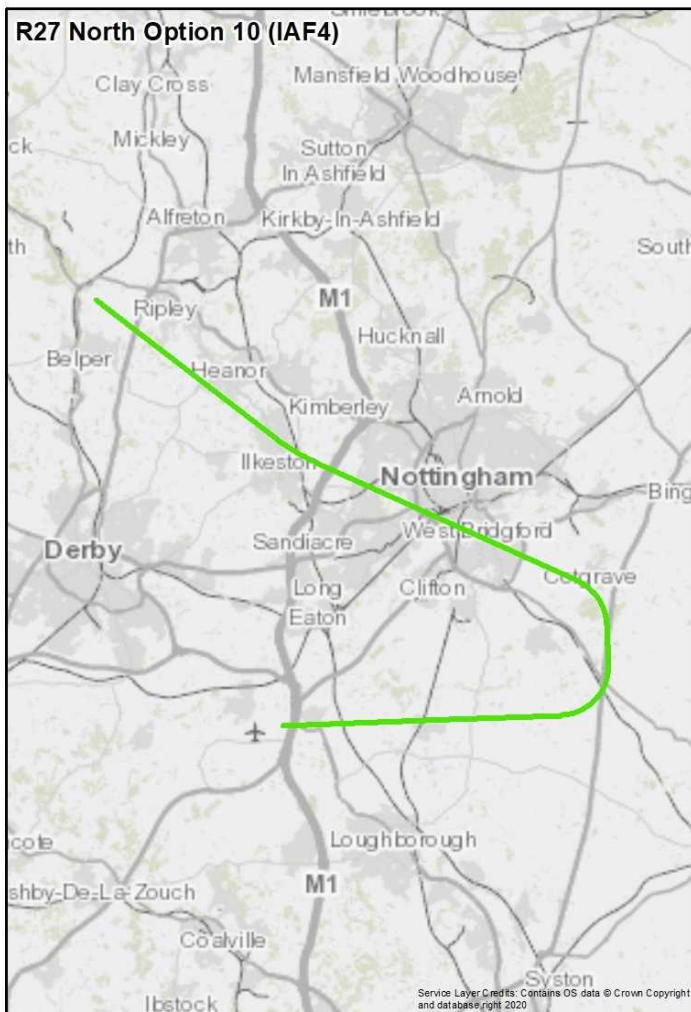 R27 North Option 10 (IAF4)
Clay Cross
Mansfield Woodhouse
Mickley
ck
Sutton
In Ashfield
Alfreton
Kirkby-In-Ashfield
th
South
M1
Ripley
Hucknall
Belper
Heanor
Arnold
Kimberley
Ilkeston
Nottingham
Bing
West Bridgford
Sandiacre
Derby
Cotgrave
Long
Eaton
Clifton
Loughborough
cote
M1
shby-De-La-Zouch
Coalville
Syston
Ibstock
Service Layer Credits: Contains OS data © Crown Copyright
and database right 2020